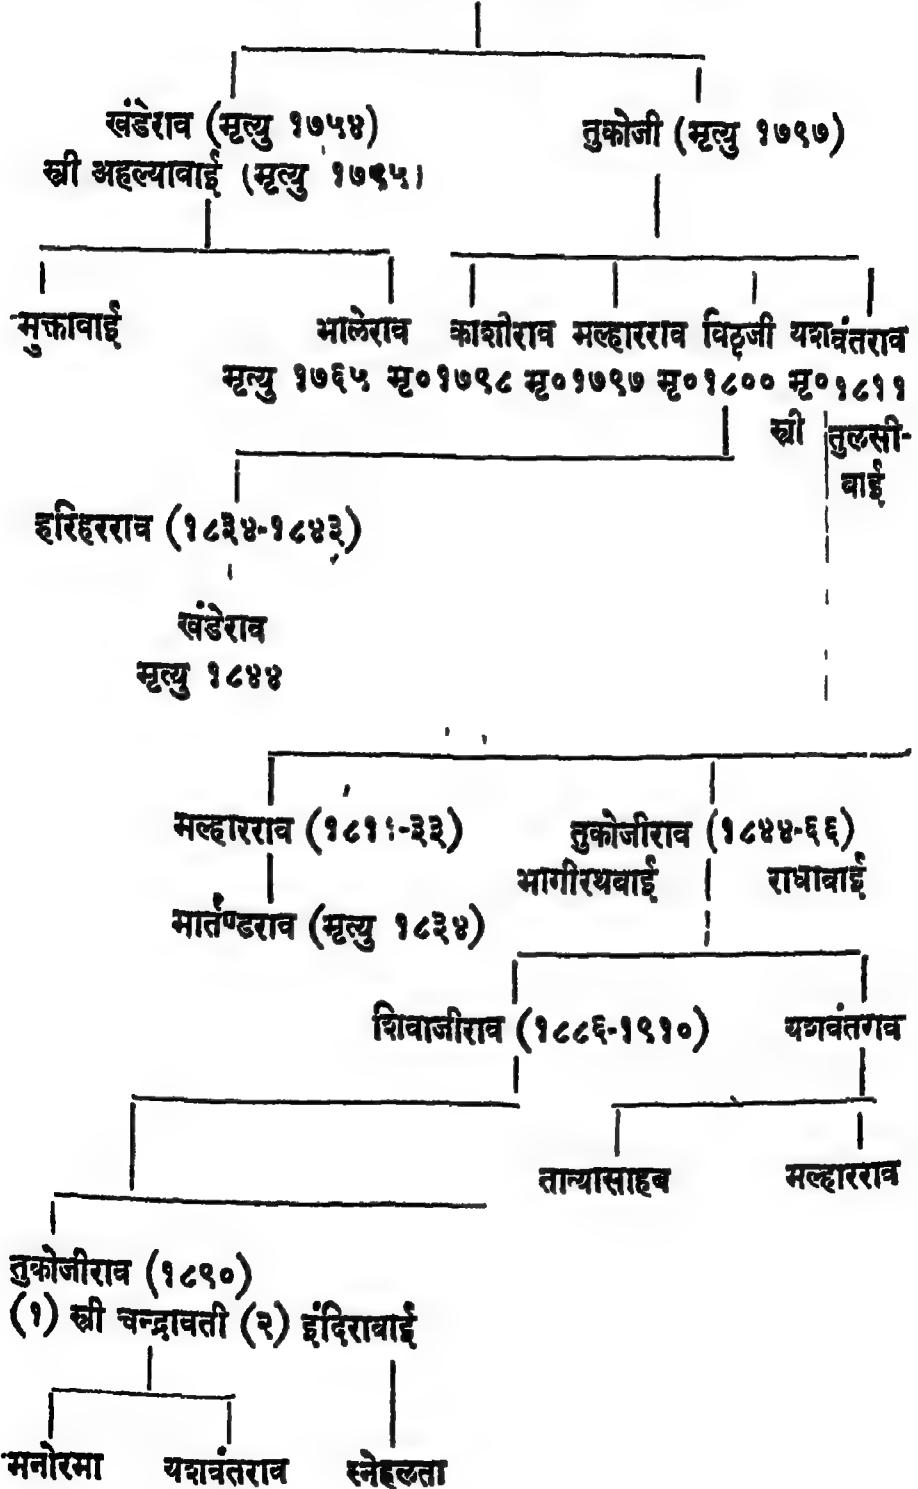 खंडेराव (मृत्यु १७५४) तुकोजी (मृत्यु १७९७)
स्त्री अहल्याबाई (मृत्यु १७९५)
मुक्ताबाई भालेराव काशीराव मल्हारराव विठ्ठजी यशवंतराव
मृत्यु १७६५ मृ०१७९८ मृ०१७९७ मृ०१८०० मृ०१८११
स्त्री तुलसी-
बाई
हरिहरराव (१८३४-१८४३)
खंडेराव
मृत्यु १८४४
मल्हारराव (१८११-३३) तुकोजीराव (१८४४-६६)
भागीरथबाई राधाबाई
मार्तण्डराव (मृत्यु १८३४)
शिवाजीराव (१८८६-१९१०) यशवंतराव
तान्यासाहब मल्हारराव
तुकोजीराव (१८९०)
(१) स्त्री चन्द्रावती (२) इंदिराबाई
मनोरमा यशवंतराव स्नेहलता